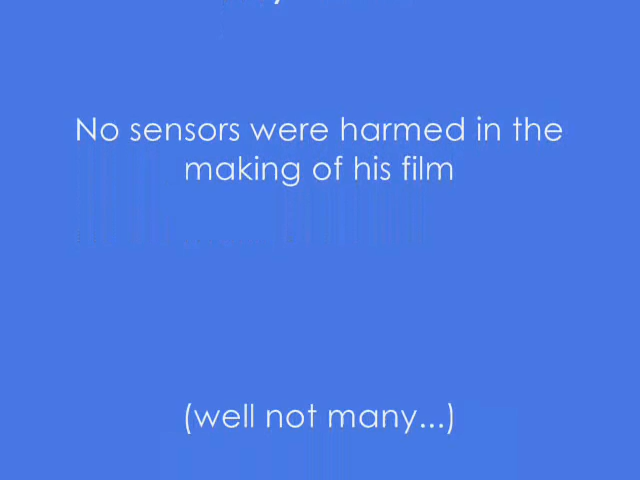 No sensors were harmed in the
making of his film
(well not many...)